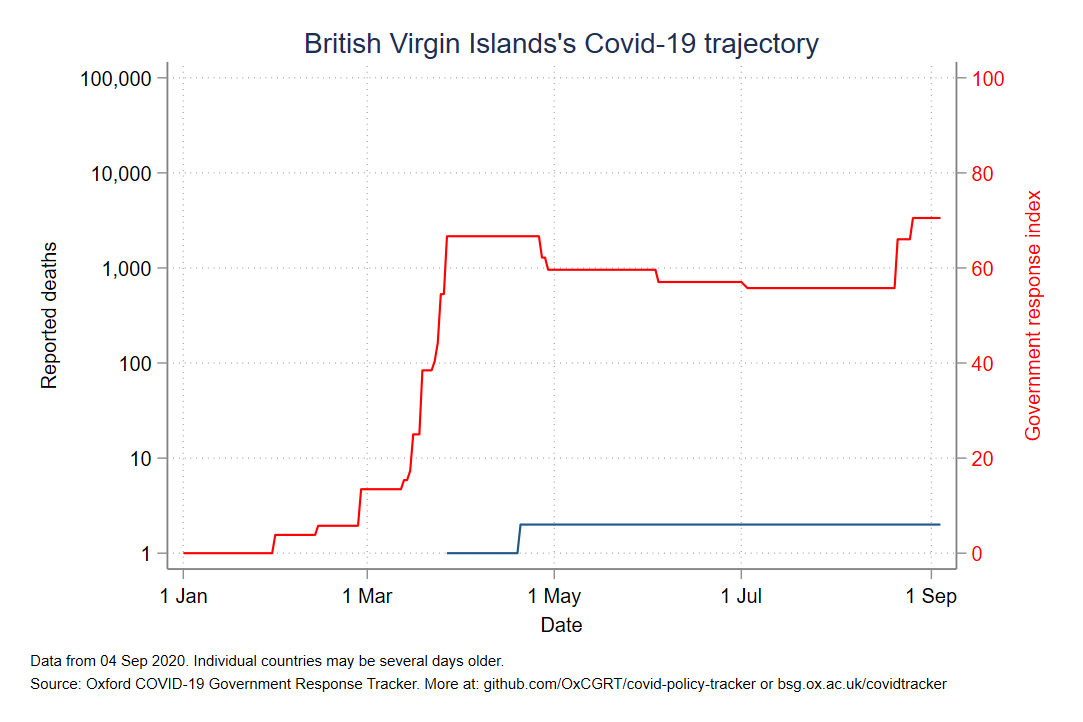 British Virgin Islands's Covid-19 trajectory
100,000
10,000
1,000
100
10
1
Reported deaths
100
80
60
40
20
0
Government response index
1 Jan
1 Mar
1 May
1 Jul
1 Sep
Date
Data from 04 Sep 2020. Individual countries may be several days older.
Source: Oxford COVID-19 Government Response Tracker. More at: github.com/OxCGRT/covid-policy-tracker or bsg.ox.ac.uk/covidtracker